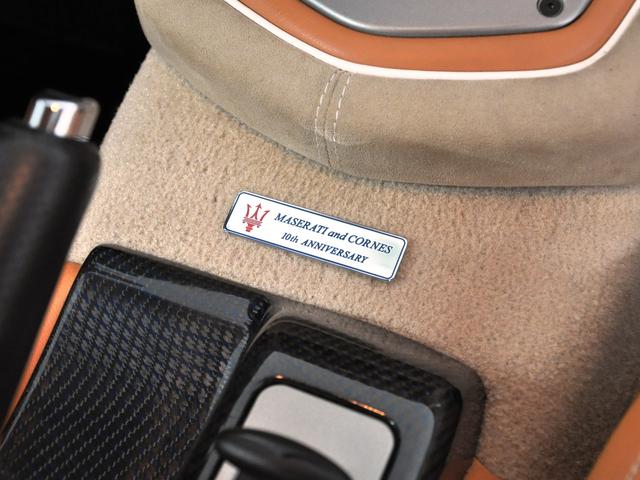 MASERATI and CORNES
10th ANNIVERSARY